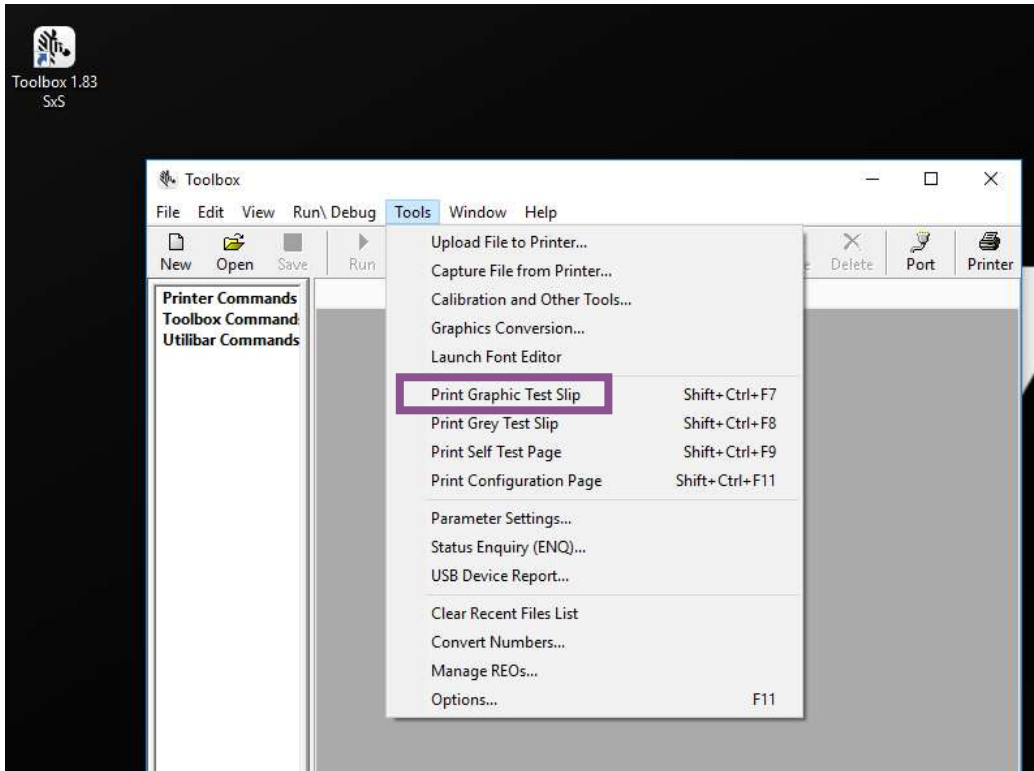 Toolbox 1.83
SxS
Toolbox
File Edit View Run\ Debug Tools Window Help
New Open Save Run Delete Port Printer
Printer Commands
Toolbox Command
Utilibar Commands
Upload File to Printer...
Capture File from Printer...
Calibration and Other Tools...
Graphics Conversion...
Launch Font Editor
Print Graphic Test Slip Shift+Ctrl+F7
Print Grey Test Slip Shift+Ctrl+F8
Print Self Test Page Shift+Ctrl+F9
Print Configuration Page Shift+Ctrl+F11
Parameter Settings...
Status Enquiry (ENQ)...
USB Device Report...
Clear Recent Files List
Convert Numbers...
Manage REOs...
Options... F11